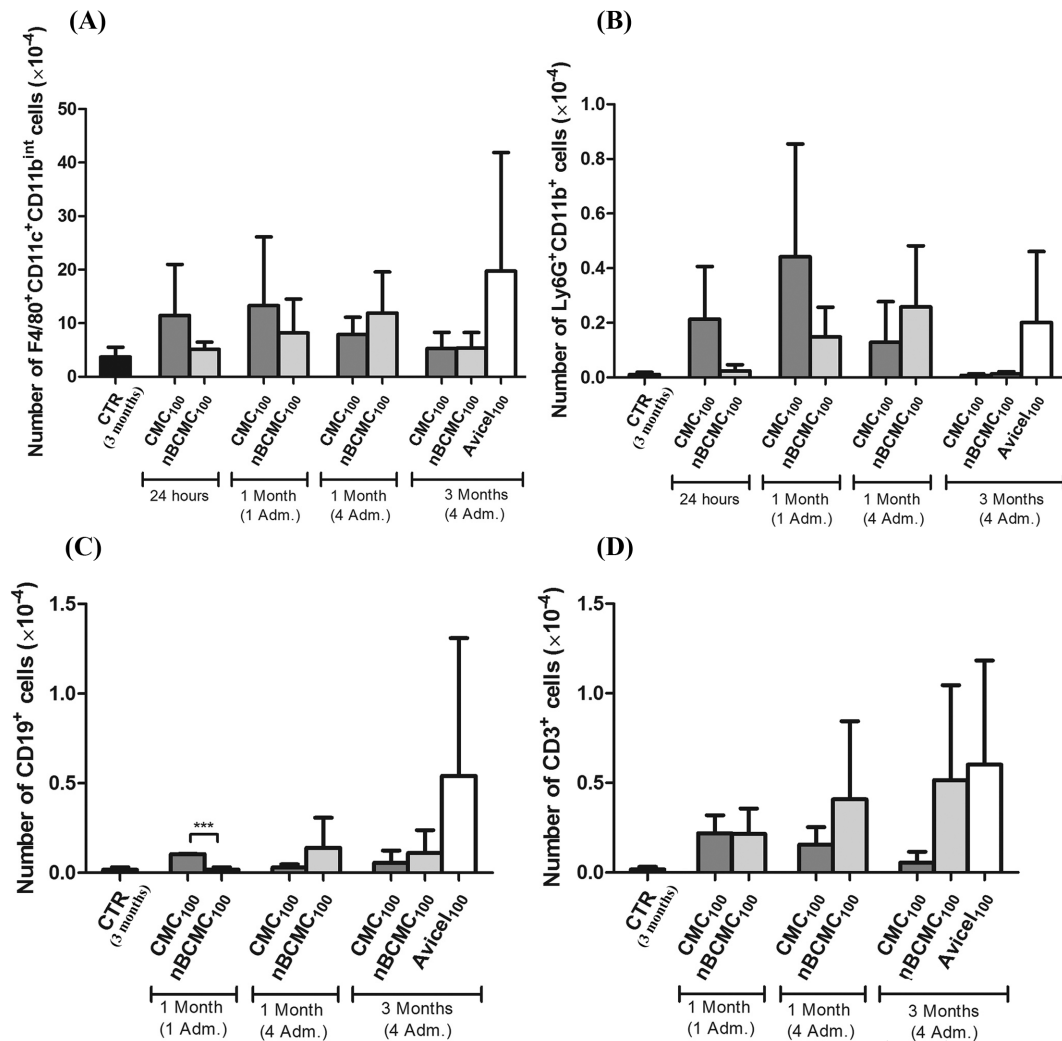 (A)
Number of F4/80⁺CD11c⁺CD11bⁱⁿᵗ cells (×10⁻⁴)
50
40
30
20
10
0
CTR
(3 months)
CMC₁₀₀
nBCMC₁₀₀
CMC₁₀₀
nBCMC₁₀₀
CMC₁₀₀
nBCMC₁₀₀
CMC₁₀₀
nBCMC₁₀₀
Avicel₁₀₀
24 hours
1 Month
(1 Adm.)
1 Month
(4 Adm.)
3 Months
(4 Adm.)
(B)
Number of Ly6G⁺CD11b⁺ cells (×10⁻⁴)
1.0
0.8
0.6
0.4
0.2
0.0
CTR
(3 months)
CMC₁₀₀
nBCMC₁₀₀
CMC₁₀₀
nBCMC₁₀₀
CMC₁₀₀
nBCMC₁₀₀
CMC₁₀₀
nBCMC₁₀₀
Avicel₁₀₀
24 hours
1 Month
(1 Adm.)
1 Month
(4 Adm.)
3 Months
(4 Adm.)
(C)
Number of CD19⁺ cells (×10⁻⁴)
1.5
1.0
0.5
0.0
***
CTR
(3 months)
CMC₁₀₀
nBCMC₁₀₀
CMC₁₀₀
nBCMC₁₀₀
CMC₁₀₀
nBCMC₁₀₀
Avicel₁₀₀
1 Month
(1 Adm.)
1 Month
(4 Adm.)
3 Months
(4 Adm.)
(D)
Number of CD3⁺ cells (×10⁻⁴)
1.5
1.0
0.5
0.0
CTR
(3 months)
CMC₁₀₀
nBCMC₁₀₀
CMC₁₀₀
nBCMC₁₀₀
CMC₁₀₀
nBCMC₁₀₀
Avicel₁₀₀
1 Month
(1 Adm.)
1 Month
(4 Adm.)
3 Months
(4 Adm.)